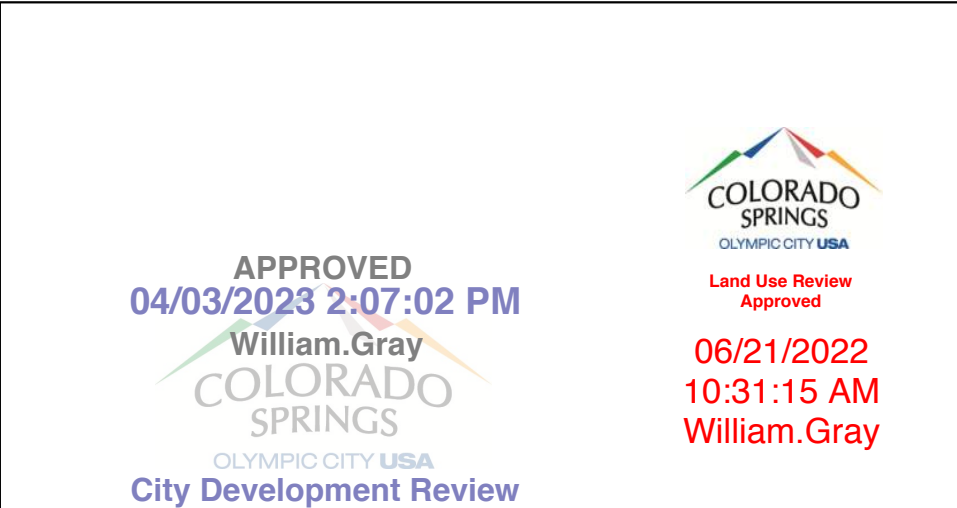 APPROVED
04/03/2023 2:07:02 PM
William.Gray
COLORADO
SPRINGS
OLYMPIC CITY USA
City Development Review
COLORADO
SPRINGS
OLYMPIC CITY USA
Land Use Review
Approved
06/21/2022
10:31:15 AM
William.Gray